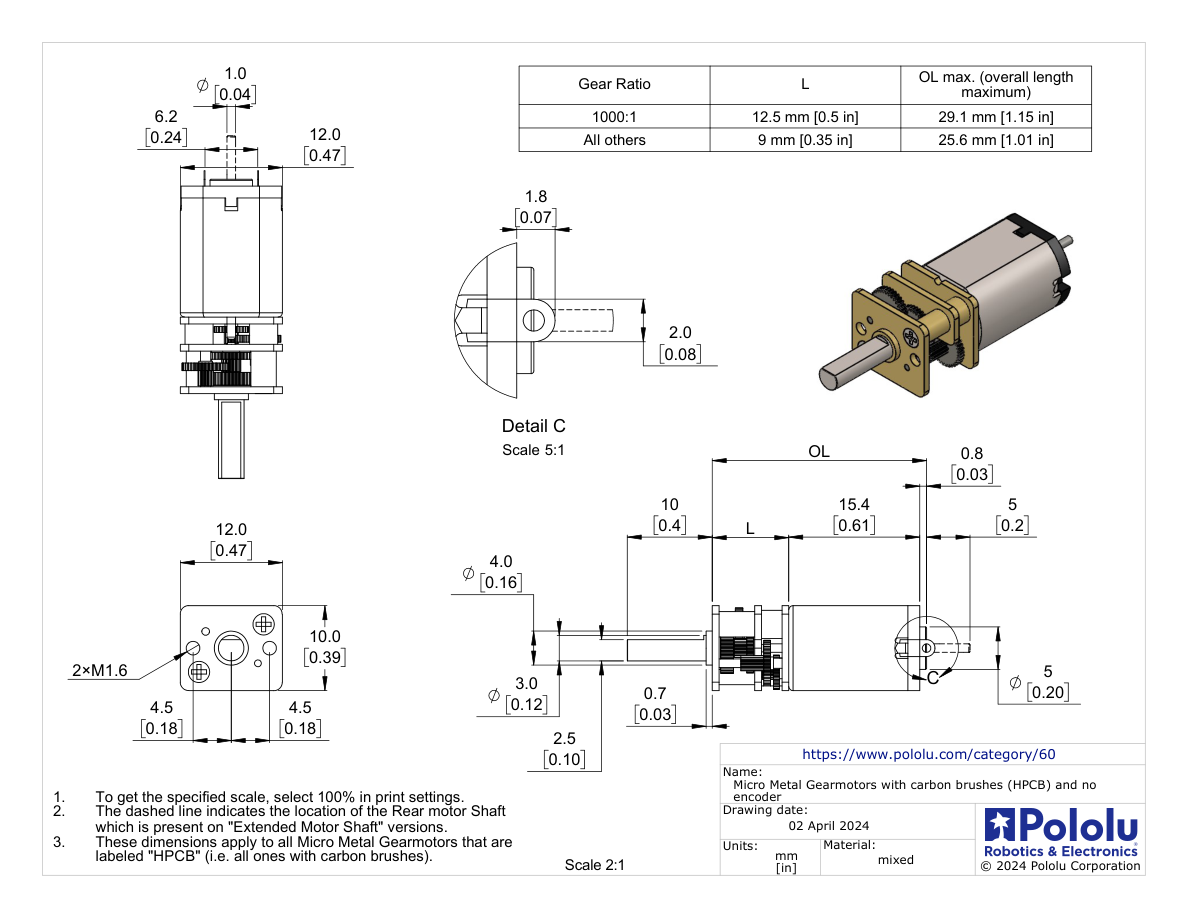 Gear Ratio
L
OL max. (overall length
maximum)
1000:1
12.5 mm [0.5 in]
29.1 mm [1.15 in]
All others
9 mm [0.35 in]
25.6 mm [1.01 in]
⌀ 1.0
[0.04]
6.2
[0.24]
12.0
[0.47]
1.8
[0.07]
2.0
[0.08]
Detail C
Scale 5:1
OL
0.8
[0.03]
10
[0.4]
L
15.4
[0.61]
5
[0.2]
⌀ 4.0
[0.16]
⌀ 3.0
[0.12]
2.5
[0.10]
0.7
[0.03]
C
⌀ 5
[0.20]
12.0
[0.47]
10.0
[0.39]
2×M1.6
4.5
[0.18]
4.5
[0.18]
1. To get the specified scale, select 100% in print settings.
2. The dashed line indicates the location of the Rear motor Shaft
which is present on "Extended Motor Shaft" versions.
3. These dimensions apply to all Micro Metal Gearmotors that are
labeled "HPCB" (i.e. all ones with carbon brushes).
Scale 2:1
https://www.pololu.com/category/60
Name:
Micro Metal Gearmotors with carbon brushes (HPCB) and no
encoder
Drawing date:
02 April 2024
Units:
mm
[in]
Material:
mixed
Pololu
Robotics & Electronics
© 2024 Pololu Corporation